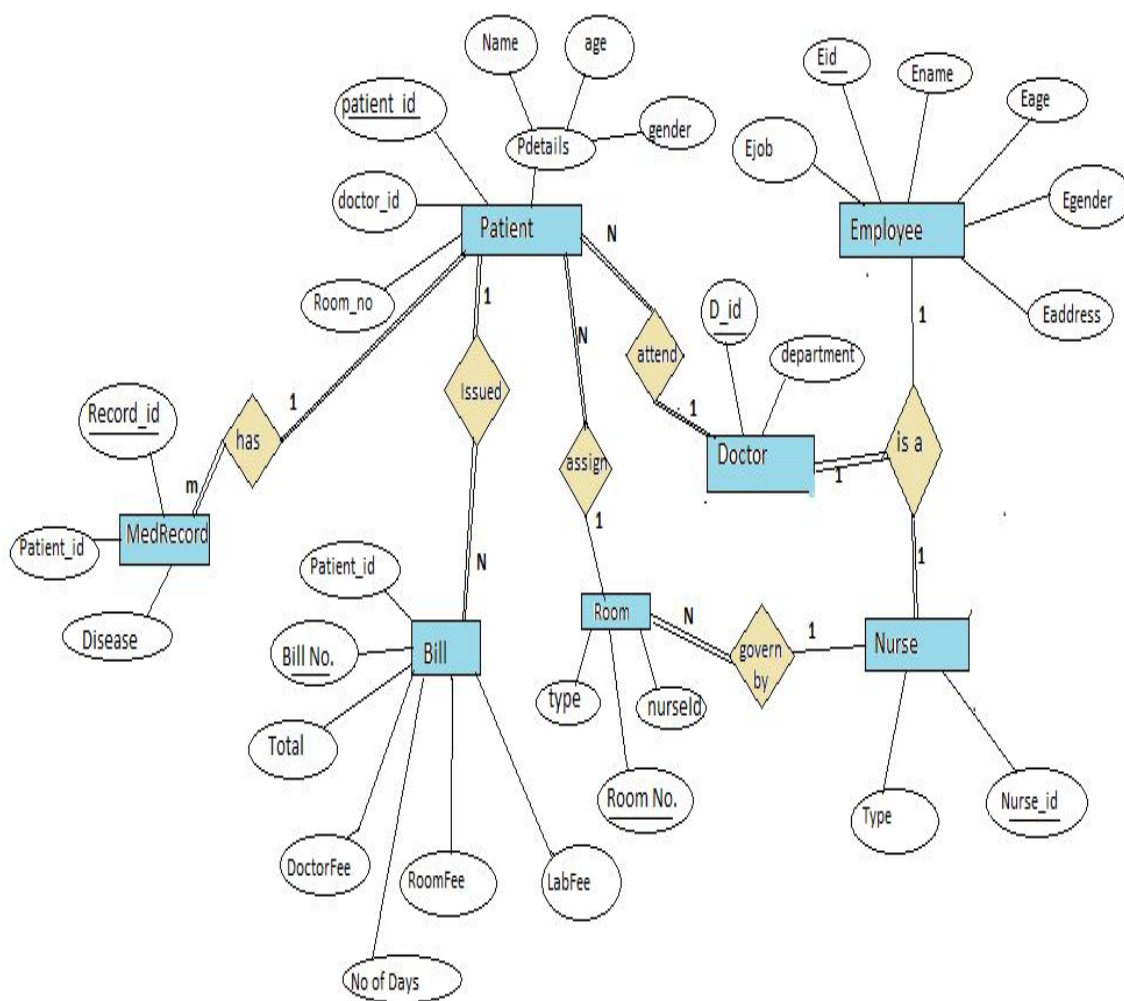 Name
age
Eid
Ename
Eage
patient_id
Pdetails
gender
Ejob
Egender
doctor_id
Patient
N
Employee
Room_no
1
N
D_id
1
Eaddress
attend
department
Issued
Record_id
1
has
1
Doctor
is a
assign
1
m
1
MedRecord
Patient_id
1
Patient_id
N
Disease
Room
N
1
Bill No.
Bill
govern
by
Nurse
type
nurseId
Total
Room No.
Type
Nurse_id
DoctorFee
RoomFee
LabFee
No of Days